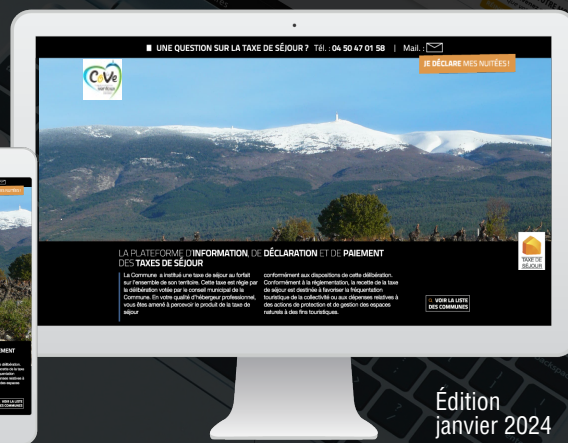 UNE QUESTION SUR LA TAXE DE SÉJOUR ? Tél. : 04 50 47 01 58 | Mail. :
JE DÉCLARE MES NUITÉES !
CoVe
LA PLATEFORME D'INFORMATION, DE DÉCLARATION ET DE PAIEMENT
DES TAXES DE SÉJOUR
La Commune a institué une taxe de séjour au forfait
sur l'ensemble de son territoire. Cette taxe est régie par
la délibération votée par le conseil municipal de la
Commune. En votre qualité d'hébergeur professionnel,
vous êtes amené à percevoir le produit de la taxe de
séjour
conformément aux dispositions de cette délibération.
Conformément à la réglementation, la recette de la taxe
de séjour est destinée à favoriser la fréquentation
touristique de la collectivité ou aux dépenses relatives à
des actions de protection et de gestion des espaces
naturels à des fins touristiques.
TAXE DE
SÉJOUR
VOIR LA LISTE
DES COMMUNES
VOIR LA LISTE
DES COMMUNES
Édition
janvier 2024